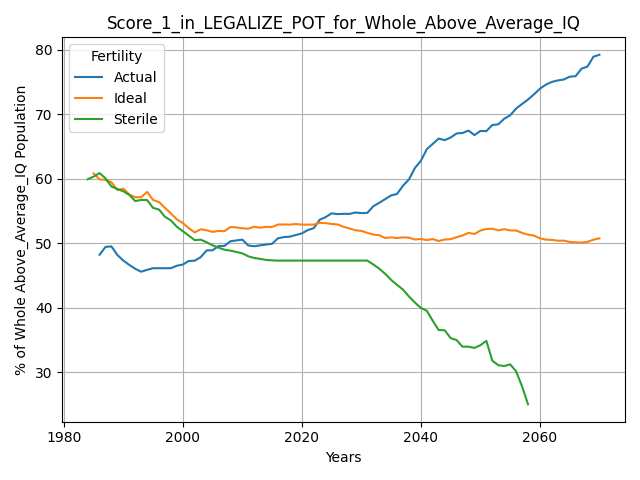 Score_1_in_LEGALIZE_POT_for_Whole_Above_Average_IQ
Fertility
Actual
Ideal
Sterile
% of Whole Above_Average_IQ Population
80
70
60
50
40
30
1980
2000
2020
2040
2060
Years